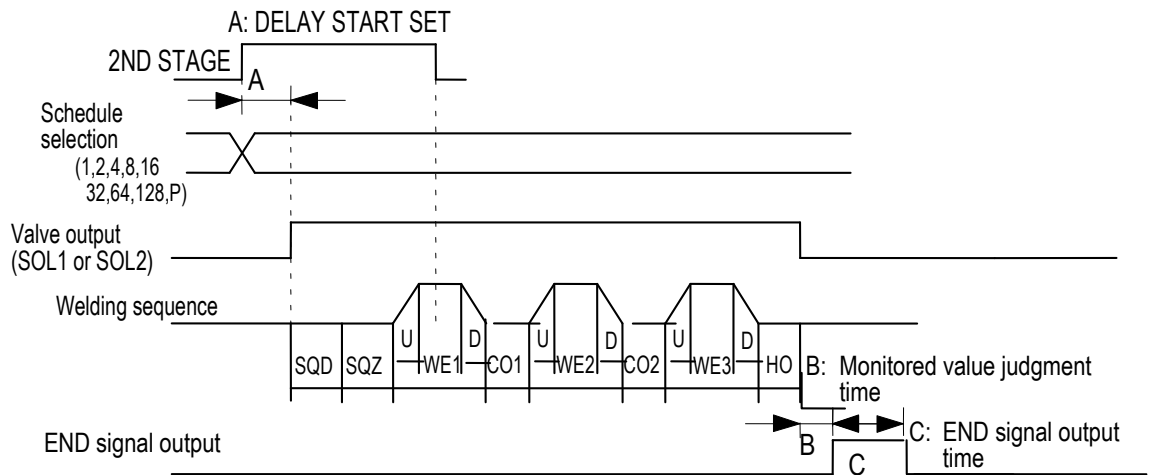 A: DELAY START SET
2ND STAGE
A
Schedule
selection
(1,2,4,8,16
32,64,128,P)
Valve output
(SOL1 or SOL2)
Welding sequence
U D U D U D
SQD SQZ WE1 CO1 WE2 CO2 WE3 HO
B: Monitored value judgment
time
END signal output
B
C
C: END signal output
time